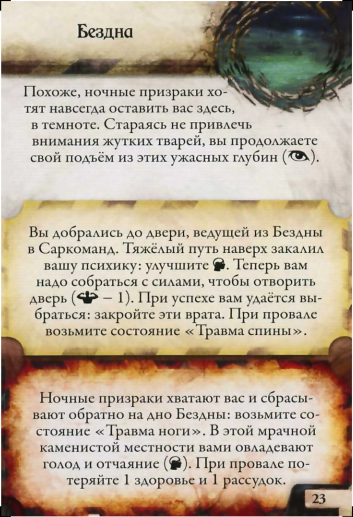 Бездна
Похоже, ночные призраки хо-
тят навсегда оставить вас здесь,
в темноте. Стараясь не привлечь
внимания жутких тварей, вы продолжаете
свой подъём из этих ужасных глубин ( ).
Вы добрались до двери, ведущей из Бездны
в Саркоманд. Тяжёлый путь наверх закалил
вашу психику: улучшите . Теперь вам
надо собраться с силами, чтобы отворить
дверь ( – 1). При успехе вам удаётся вы-
браться: закройте эти врата. При провале
возьмите состояние «Травма спины».
Ночные призраки хватают вас и сбрасы-
вают обратно на дно Бездны: возьмите со-
стояние «Травма ноги». В этой мрачной
каменистой местности вами овладевают
голод и отчаяние ( ). При провале по-
теряйте 1 здоровье и 1 рассудок.
23